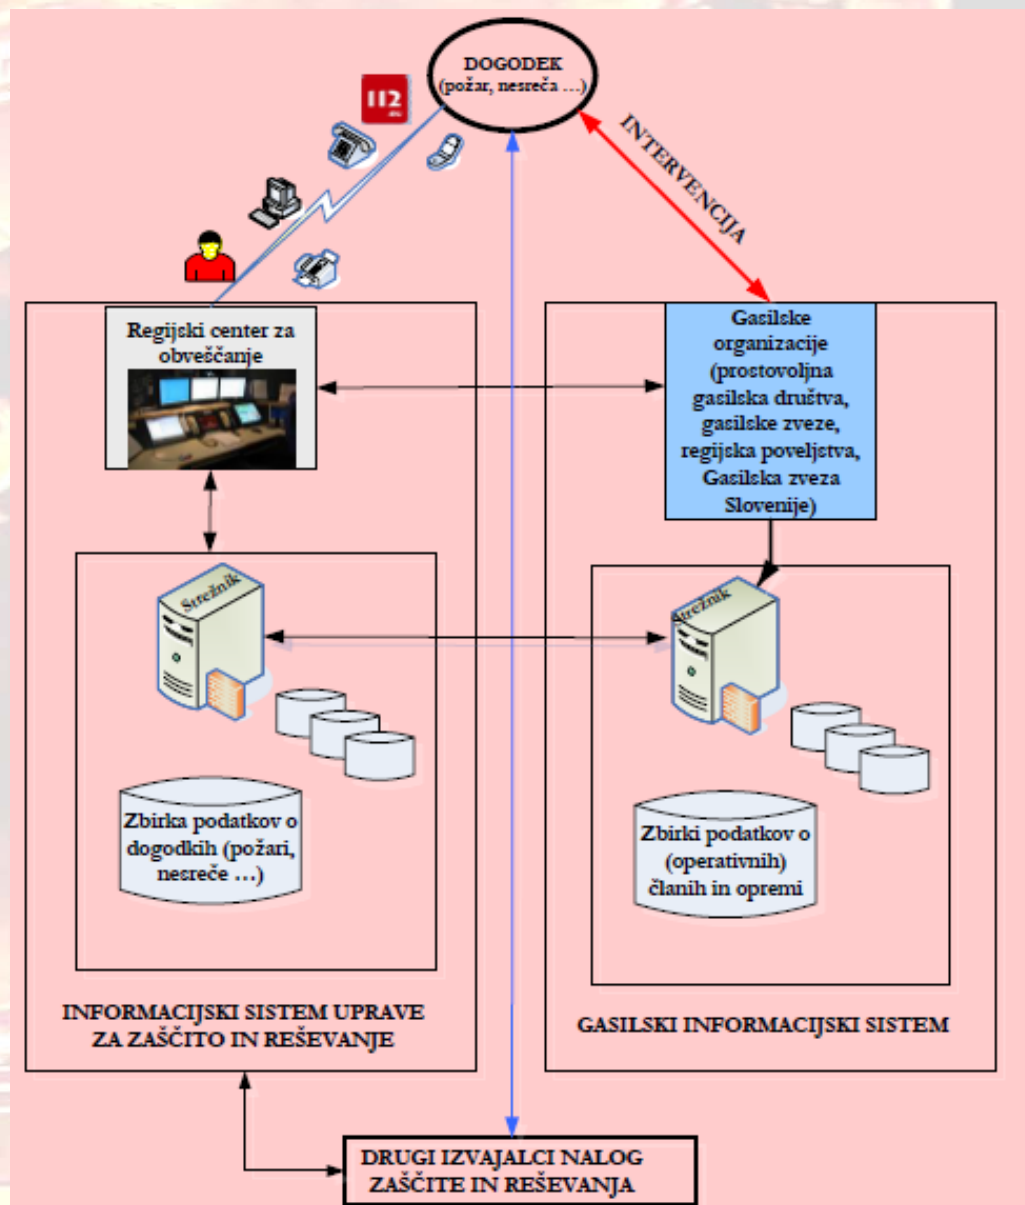 DOGODEK
(požar, nesreča ...)
112
INTERVENCIJA
Regijski center za
obveščanje
Gasilske
organizacije
(prostovoljna
gasilska društva,
gasilske zveze,
regijska poveljstva,
Gasilska zveza
Slovenije)
Strežnik
Strežnik
Zbirka podatkov o
dogodkih (požari,
nesreče ...)
Zbirki podatkov o
(operativnih)
članih in opremi
INFORMACIJSKI SISTEM UPRAVE
ZA ZAŠČITO IN REŠEVANJE
GASILSKI INFORMACIJSKI SISTEM
DRUGI IZVAJALCI NALOG
ZAŠČITE IN REŠEVANJA